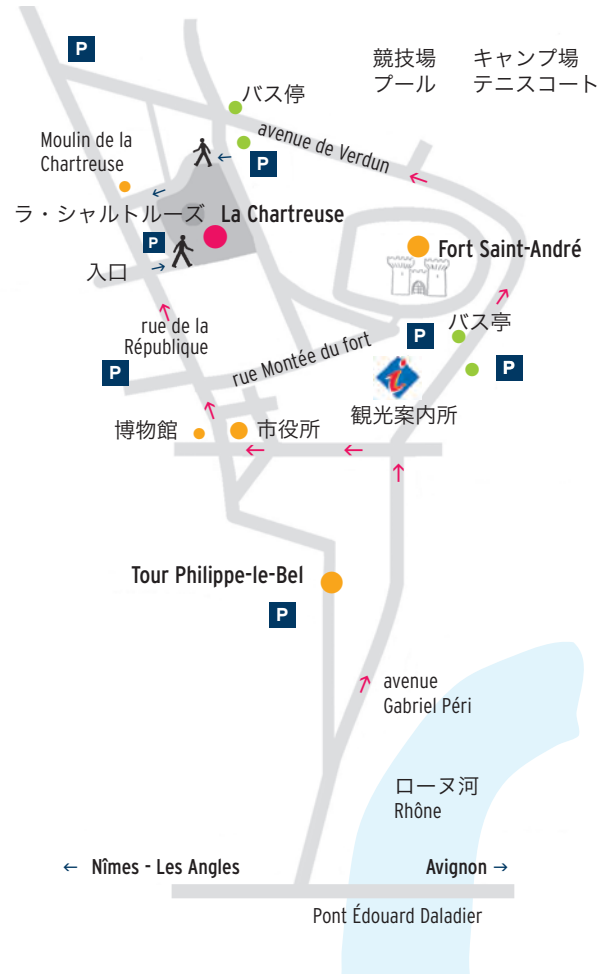 P
競技場
プール
キャンプ場
テニスコート
バス停
avenue de Verdun
Moulin de la
Chartreuse
P
ラ・シャルトルーズ La Chartreuse
P
Fort Saint-André
入口
rue de la
République
バス亭
P
P
P
rue Montée du fort
i
観光案内所
博物館
市役所
Tour Philippe-le-Bel
P
avenue
Gabriel Péri
ローヌ河
Rhône
← Nîmes - Les Angles
Avignon →
Pont Édouard Daladier